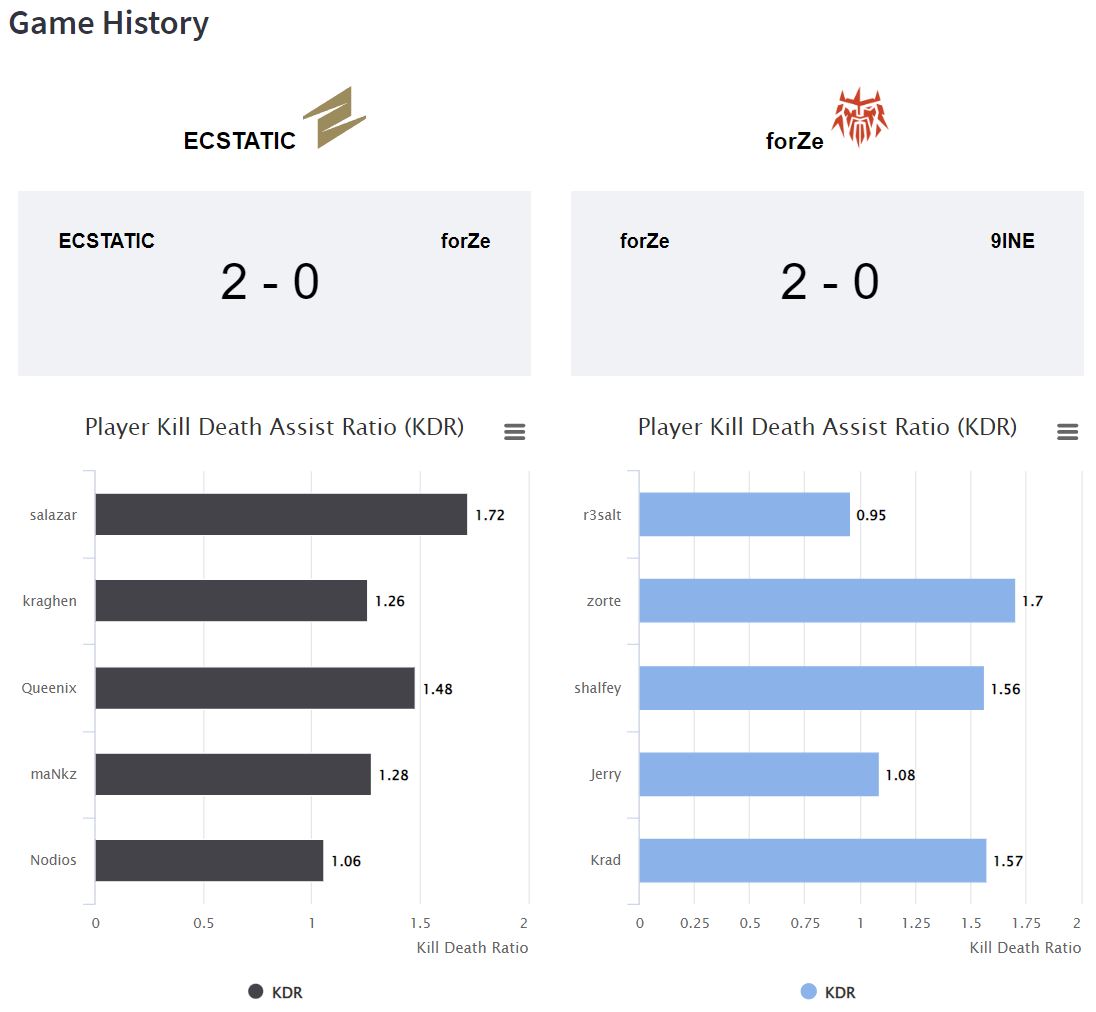 Game History
ECSTATIC
forZe
ECSTATIC forZe
2 - 0
forZe 9INE
2 - 0
Player Kill Death Assist Ratio (KDR)
salazar 1.72
kraghen 1.26
Queenix 1.48
maNkz 1.28
Nodios 1.06
0 0.5 1 1.5 2
Kill Death Ratio
KDR
Player Kill Death Assist Ratio (KDR)
r3salt 0.95
zorte 1.7
shalfey 1.56
Jerry 1.08
Krad 1.57
0 0.25 0.5 0.75 1 1.25 1.5 1.75 2
Kill Death Ratio
KDR